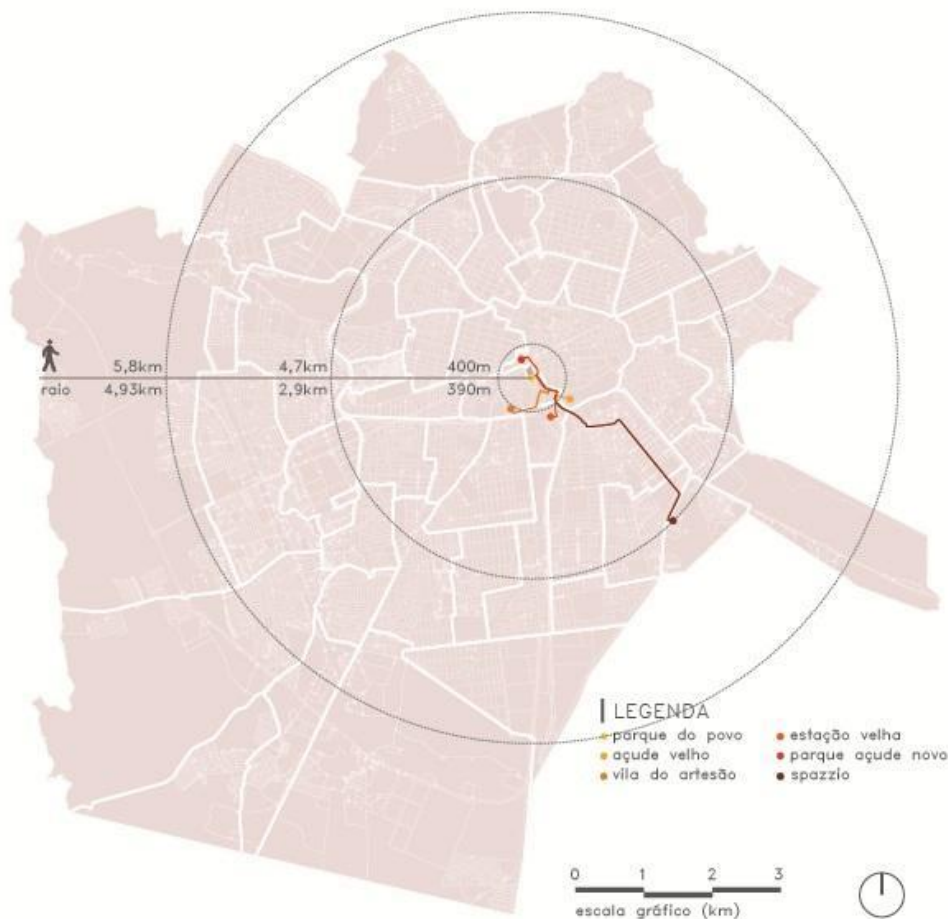 5,8km 4,7km 400m
raio 4,93km 2,9km 390m
LEGENDA
parque do povo
açude velho
vila do artesão
estação velha
parque açude novo
spazzio
0 1 2 3
escala gráfico (km)